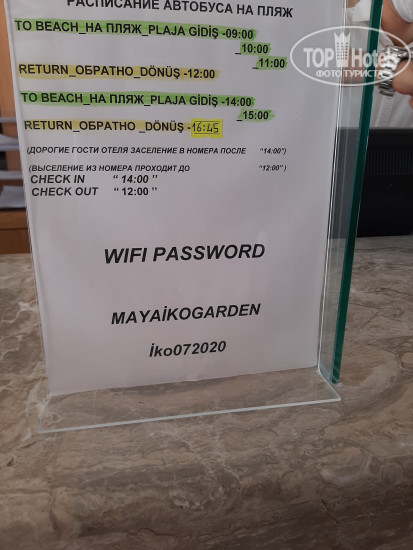 РАСПИСАНИЕ АВТОБУСА НА ПЛЯЖ
TO BEACH_НА ПЛЯЖ_PLAJA GİDİŞ -09:00
_10:00
_11:00
RETURN_ОБРАТНО_DÖNÜŞ -12:00
TO BEACH_НА ПЛЯЖ_PLAJA GİDİŞ -14:00
_15:00
RETURN_ОБРАТНО_DÖNÜŞ -16:45
(ДОРОГИЕ ГОСТИ ОТЕЛЯ ЗАСЕЛЕНИЕ В НОМЕРА ПОСЛЕ "14:00")
(ВЫСЕЛЕНИЕ ИЗ НОМЕРА ПРОХОДИТ ДО "12:00")
CHECK IN " 14:00 "
CHECK OUT " 12:00 "
WIFI PASSWORD
MAYAİKOGARDEN
İko072020
TOP Hotels
ФОТО ТУРИСТА